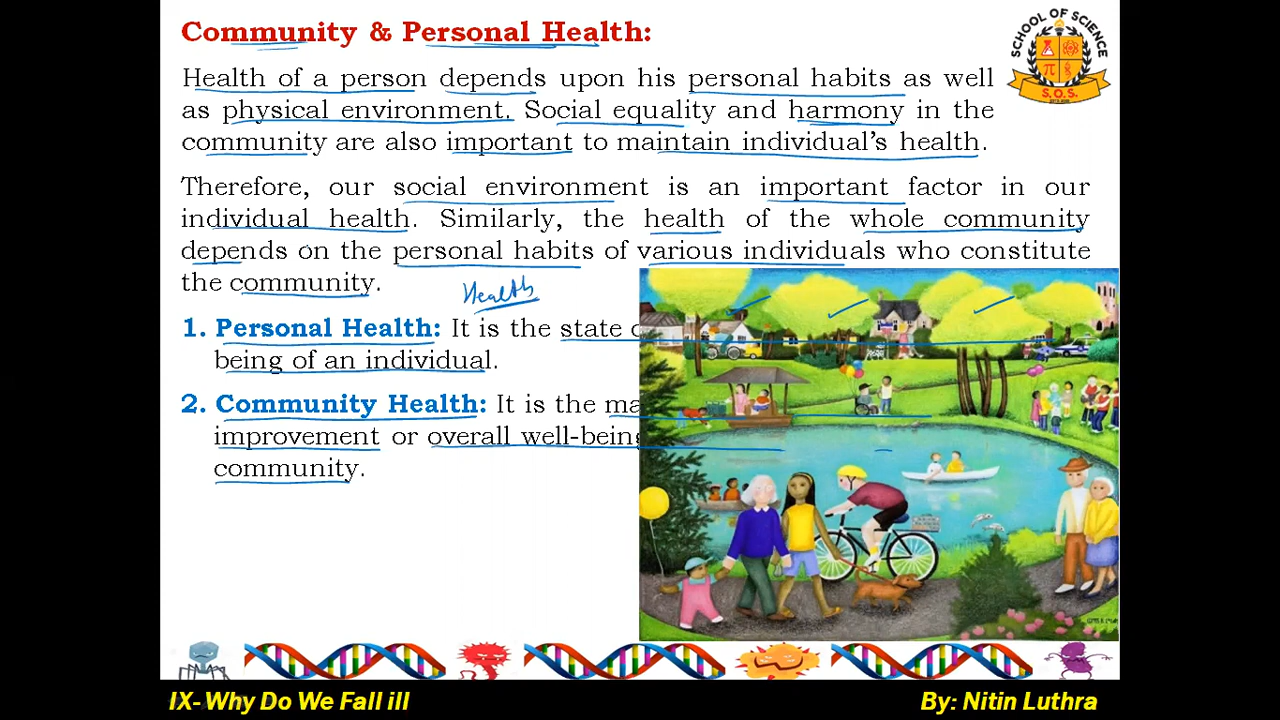 Community & Personal Health:
SCHOOL OF SCIENCE
S.O.S.
Health of a person depends upon his personal habits as well
as physical environment. Social equality and harmony in the
community are also important to maintain individual's health.
Therefore, our social environment is an important factor in our
individual health. Similarly, the health of the whole community
depends on the personal habits of various individuals who constitute
the community.
Health
1. Personal Health: It is the state
being of an individual.
2. Community Health: It is the
improvement or overall well-being
community.
IX-Why Do We Fall ill
By: Nitin Luthra